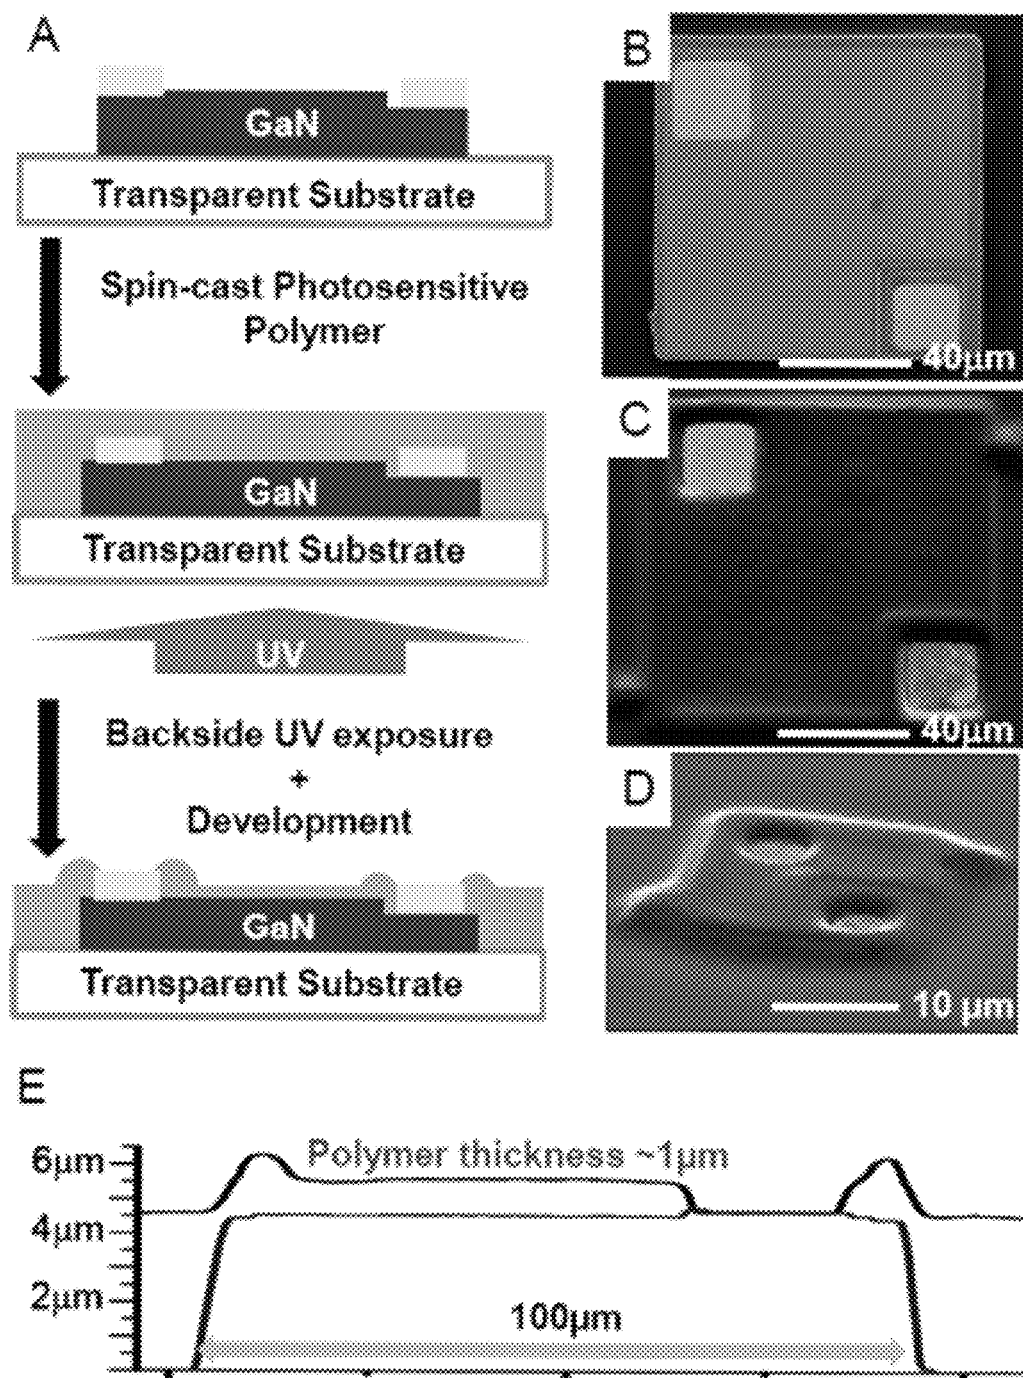 A
GaN
Transparent Substrate
Spin-cast Photosensitive
Polymer
GaN
Transparent Substrate
UV
Backside UV exposure
+
Development
GaN
Transparent Substrate
B
40µm
C
40µm
D
10 µm
E
6µm
4µm
2µm
Polymer thickness ~1µm
100µm